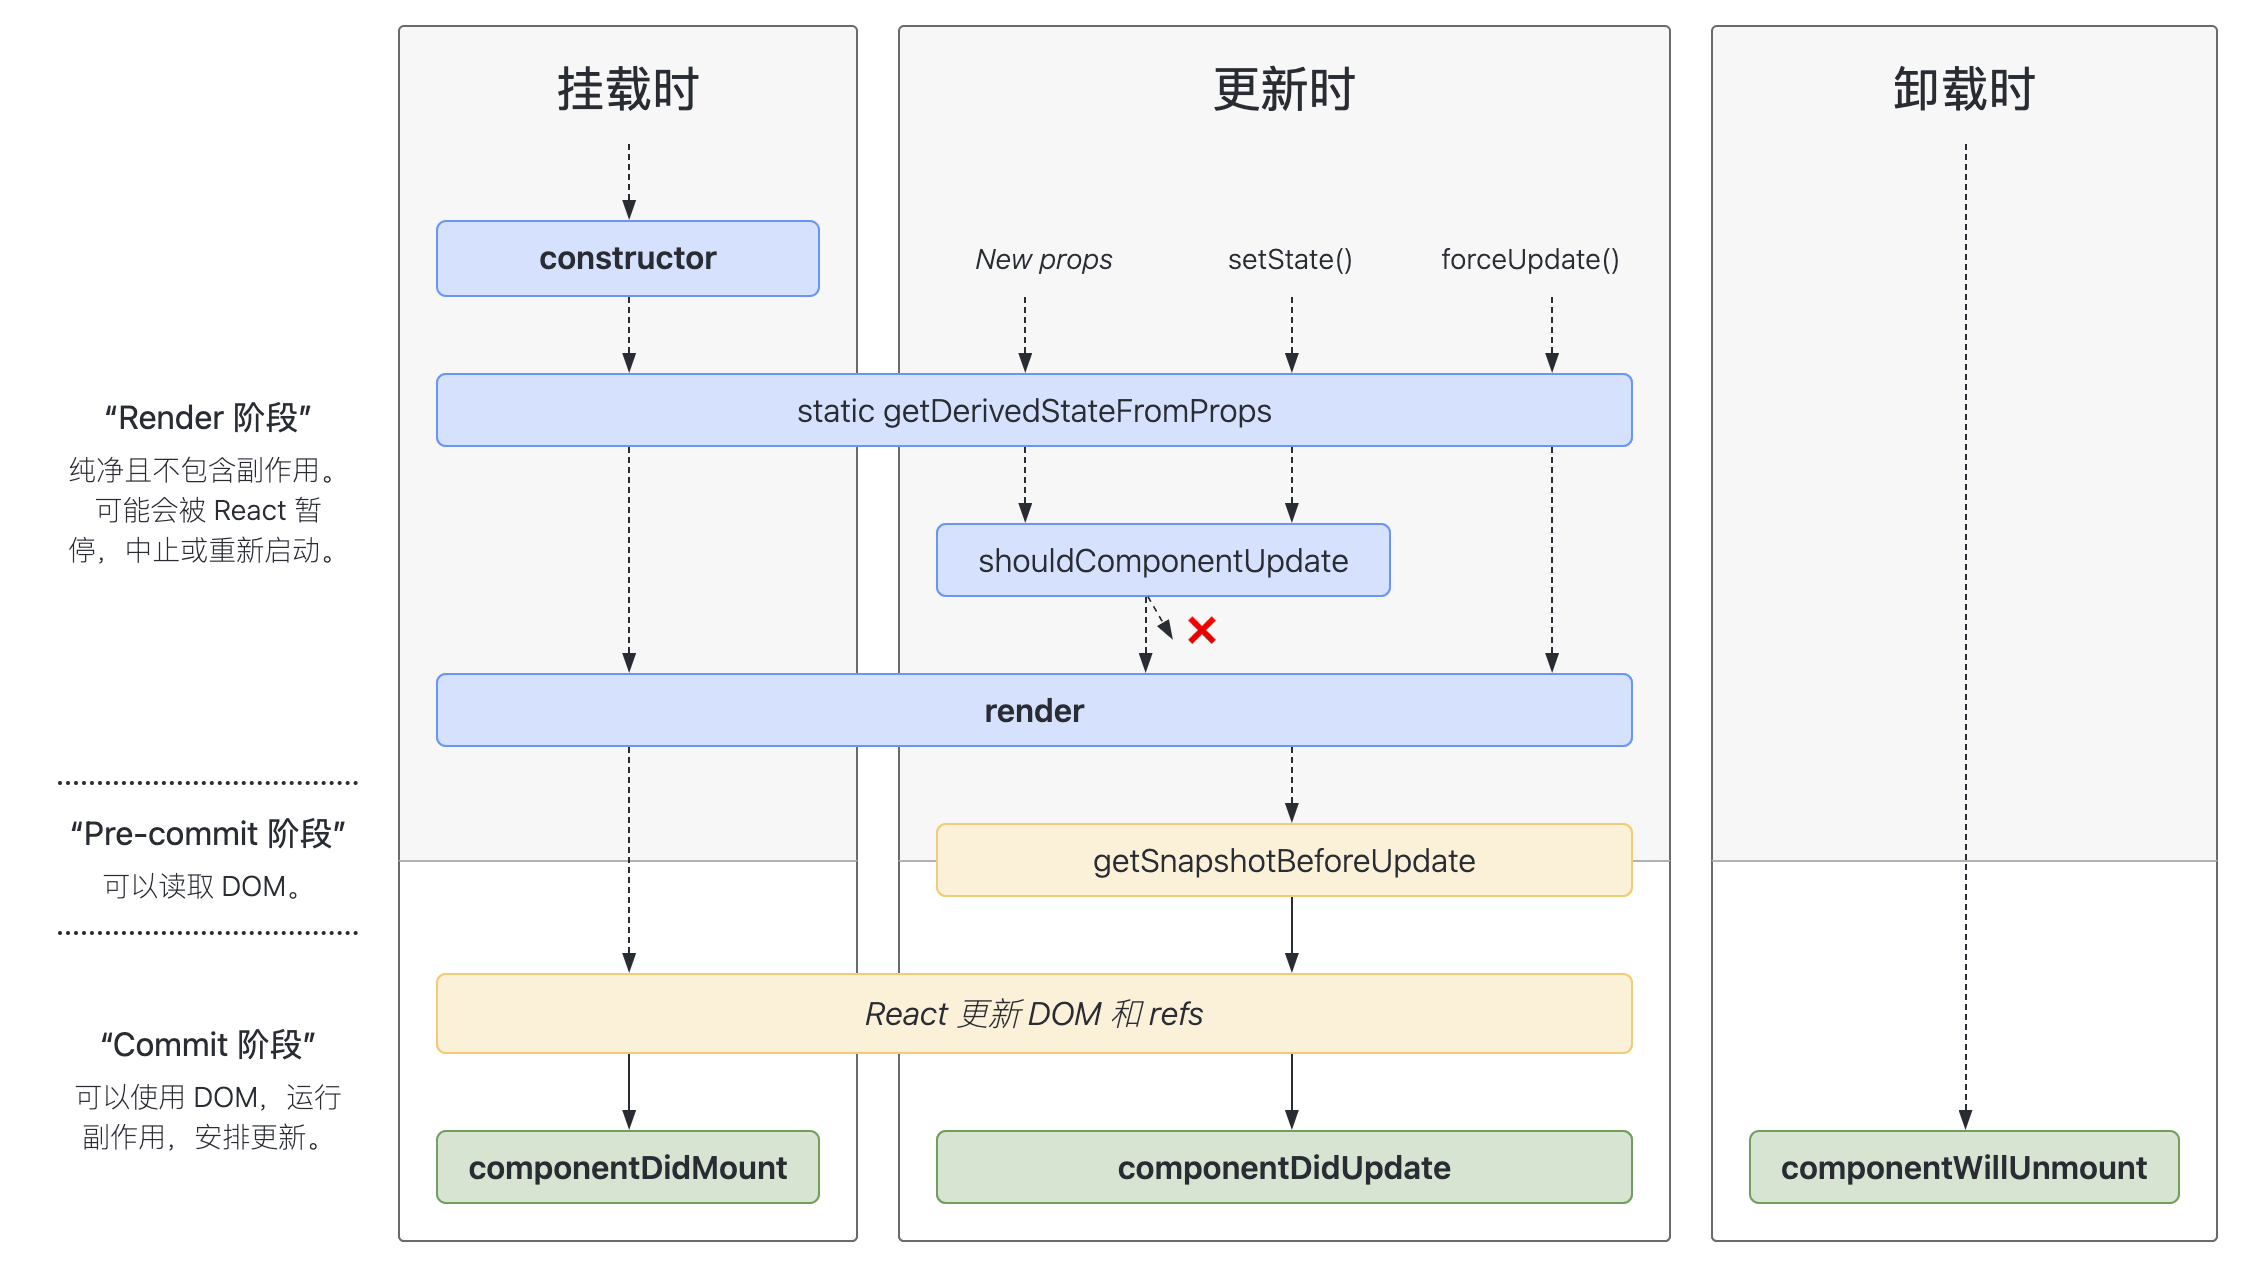 挂载时
更新时
卸载时
constructor
New props
setState()
forceUpdate()
static getDerivedStateFromProps
“Render 阶段”
纯净且不包含副作用。
可能会被 React 暂
停，中止或重新启动。
shouldComponentUpdate
render
“Pre-commit 阶段”
可以读取 DOM。
getSnapshotBeforeUpdate
React 更新 DOM 和 refs
“Commit 阶段”
可以使用 DOM，运行
副作用，安排更新。
componentDidMount
componentDidUpdate
componentWillUnmount